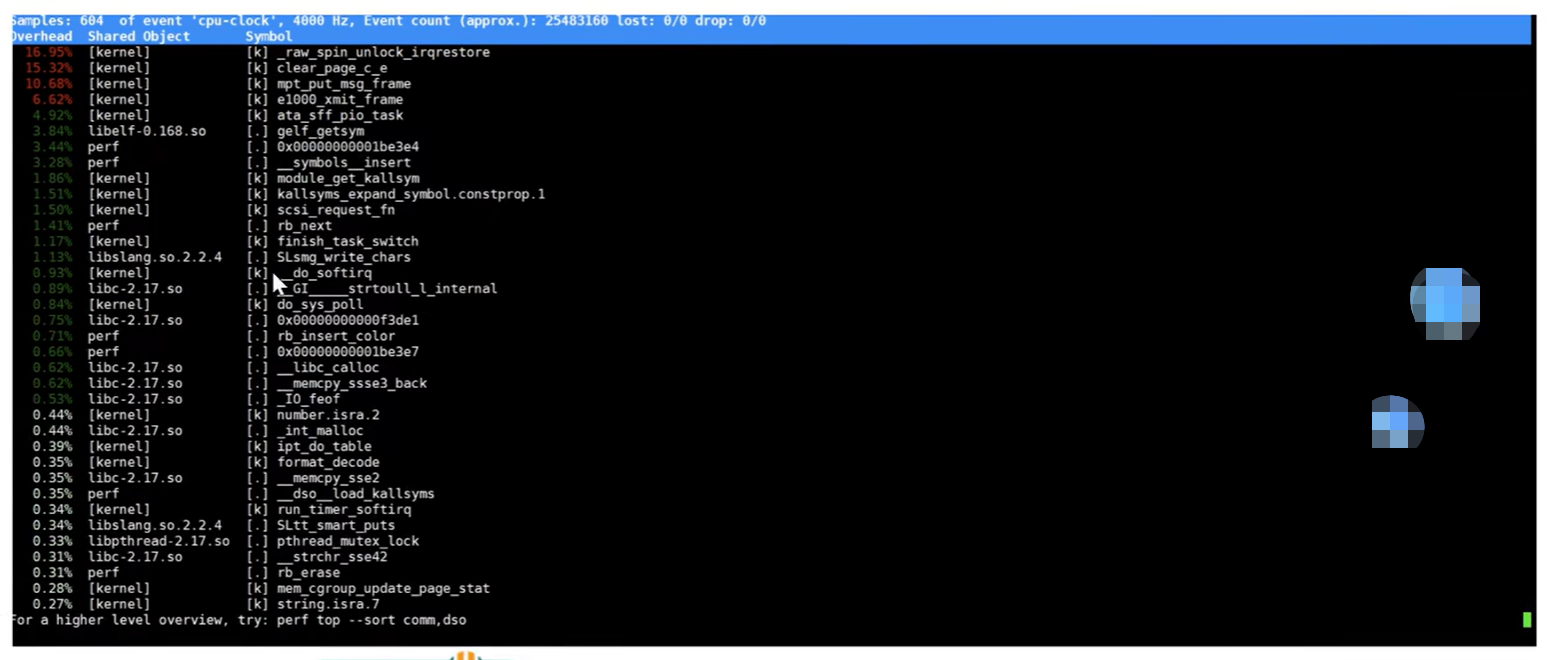 Samples: 604  of event 'cpu-clock', 4000 Hz, Event count (approx.): 25483160 lost: 0/0 drop: 0/0
Overhead  Shared Object       Symbol
16.95%  [kernel]            [k] _raw_spin_unlock_irqrestore
15.32%  [kernel]            [k] clear_page_c_e
10.68%  [kernel]            [k] mpt_put_msg_frame
6.62%  [kernel]            [k] e1000_xmit_frame
4.92%  [kernel]            [k] ata_sff_pio_task
3.84%  libelf-0.168.so     [.] gelf_getsym
3.44%  perf                [.] 0x00000000001be3e4
3.28%  perf                [.] __symbols__insert
1.86%  [kernel]            [k] module_get_kallsym
1.51%  [kernel]            [k] kallsyms_expand_symbol.constprop.1
1.50%  [kernel]            [k] scsi_request_fn
1.41%  perf                [.] rb_next
1.17%  [kernel]            [k] finish_task_switch
1.13%  libslang.so.2.2.4   [.] SLsmg_write_chars
0.93%  [kernel]            [k] __do_softirq
0.89%  libc-2.17.so        [.] __GI_____strtoull_l_internal
0.84%  [kernel]            [k] do_sys_poll
0.75%  libc-2.17.so        [.] 0x00000000000f3de1
0.71%  perf                [.] rb_insert_color
0.66%  perf                [.] 0x00000000001be3e7
0.62%  libc-2.17.so        [.] __libc_calloc
0.62%  libc-2.17.so        [.] __memcpy_ssse3_back
0.53%  libc-2.17.so        [.] _IO_feof
0.44%  [kernel]            [k] number.isra.2
0.44%  libc-2.17.so        [.] _int_malloc
0.39%  [kernel]            [k] ipt_do_table
0.35%  [kernel]            [k] format_decode
0.35%  libc-2.17.so        [.] __memcpy_sse2
0.35%  perf                [.] __dso__load_kallsyms
0.34%  [kernel]            [k] run_timer_softirq
0.34%  libslang.so.2.2.4   [.] SLtt_smart_puts
0.33%  libpthread-2.17.so  [.] pthread_mutex_lock
0.31%  libc-2.17.so        [.] __strchr_sse42
0.31%  perf                [.] rb_erase
0.28%  [kernel]            [k] mem_cgroup_update_page_stat
0.27%  [kernel]            [k] string.isra.7
For a higher level overview, try: perf top --sort comm,dso